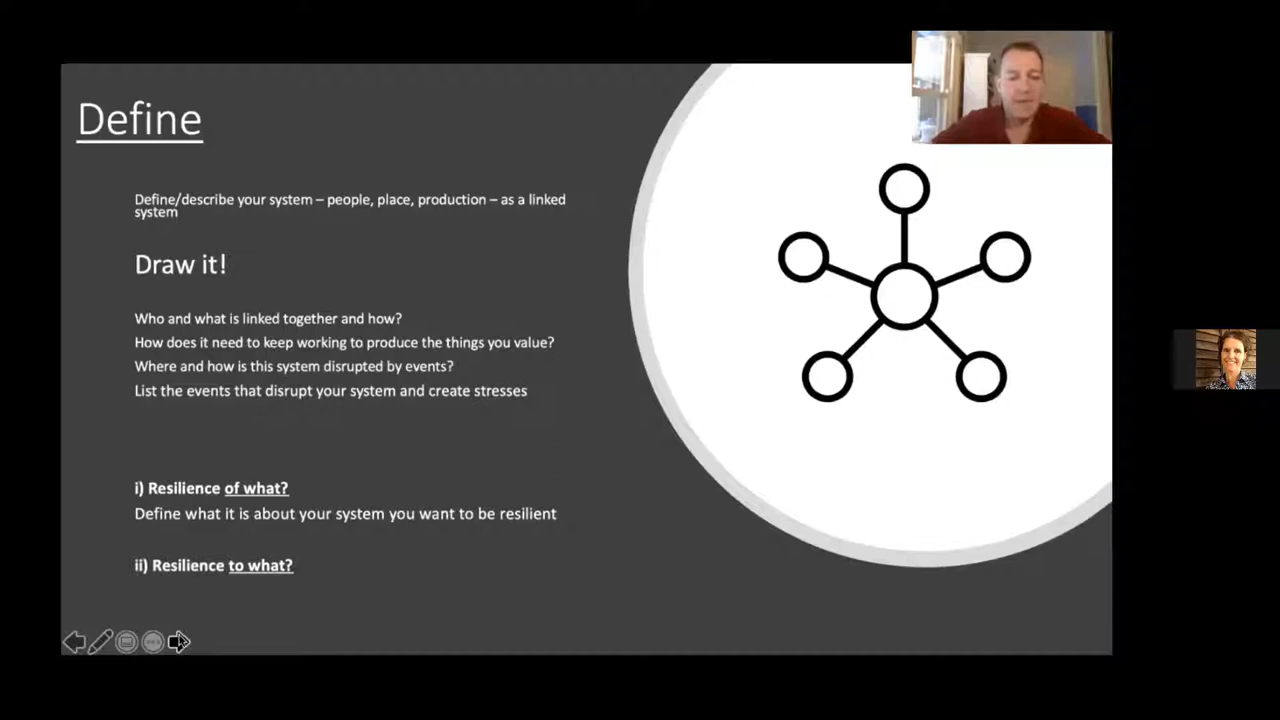 Define
Define/describe your system – people, place, production – as a linked
system
Draw it!
Who and what is linked together and how?
How does it need to keep working to produce the things you value?
Where and how is this system disrupted by events?
List the events that disrupt your system and create stresses
i) Resilience of what?
Define what it is about your system you want to be resilient
ii) Resilience to what?